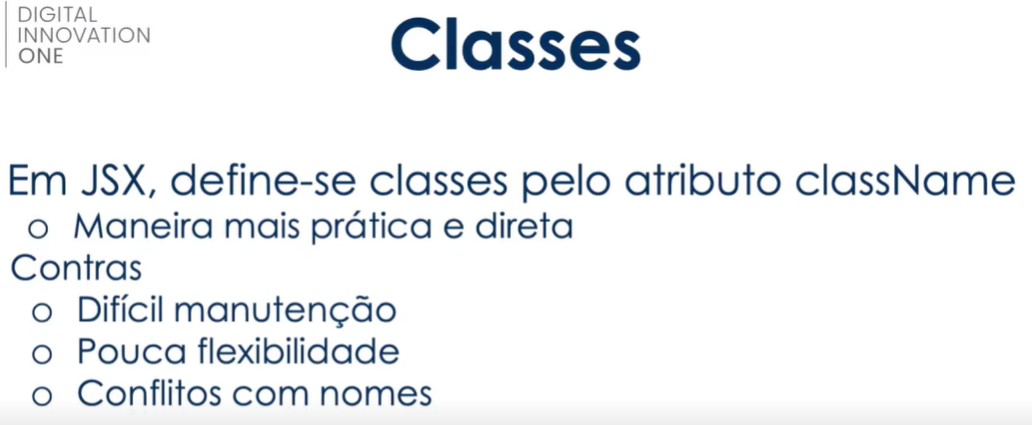 DIGITAL
INNOVATION
ONE
Classes
Em JSX, define-se classes pelo atributo className
o Maneira mais prática e direta
Contras
o Difícil manutenção
o Pouca flexibilidade
o Conflitos com nomes